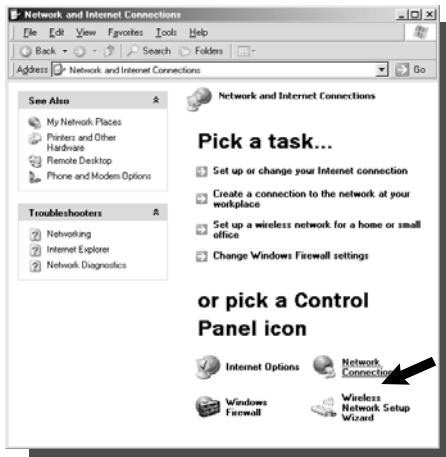 Network and Internet Connections
File Edit View Favorites Tools Help
Back Search Folders
Address Network and Internet Connections Go
See Also
My Network Places
Printers and Other
Hardware
Remote Desktop
Phone and Modem Options
Troubleshooters
Networking
Internet Explorer
Network Diagnostics
Network and Internet Connections
Pick a task...
Set up or change your Internet connection
Create a connection to the network at your
workplace
Set up a wireless network for a home or small
office
Change Windows Firewall settings
or pick a Control
Panel icon
Internet Options
Network
Connections
Windows
Firewall
Wireless
Network Setup
Wizard